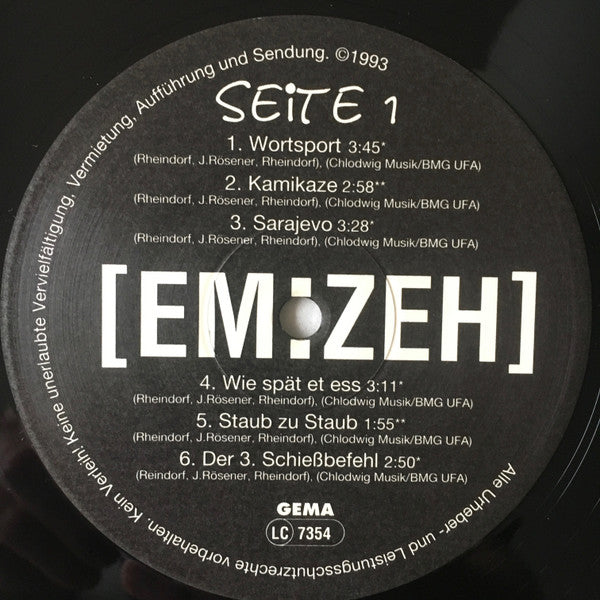 Alle Urheber- und Leistungsschutzrechte vorbehalten. Kein Verleih! Keine unerlaubte Vervielfältigung, Vermietung, Aufführung und Sendung. ©1993
SEiTE 1
1. Wortsport 3:45*
(Rheindorf, J.Rösener, Rheindorf), (Chlodwig Musik/BMG UFA)
2. Kamikaze 2:58**
(Rheindorf, J.Rösener, Rheindorf), (Chlodwig Musik/BMG UFA)
3. Sarajevo 3:28*
(Rheindorf, J.Rösener, Rheindorf), (Chlodwig Musik/BMG UFA)
[EM:ZEH]
4. Wie spät et ess 3:11*
(Rheindorf, J.Rösener, Rheindorf), (Chlodwig Musik/BMG UFA)
5. Staub zu Staub 1:55**
(Rheindorf, J.Rösener, Rheindorf), (Chlodwig Musik/BMG UFA)
6. Der 3. Schießbefehl 2:50*
(Reindorf, J.Rösener, Rheindorf), (Chlodwig Musik/BMG UFA)
GEMA
LC 7354